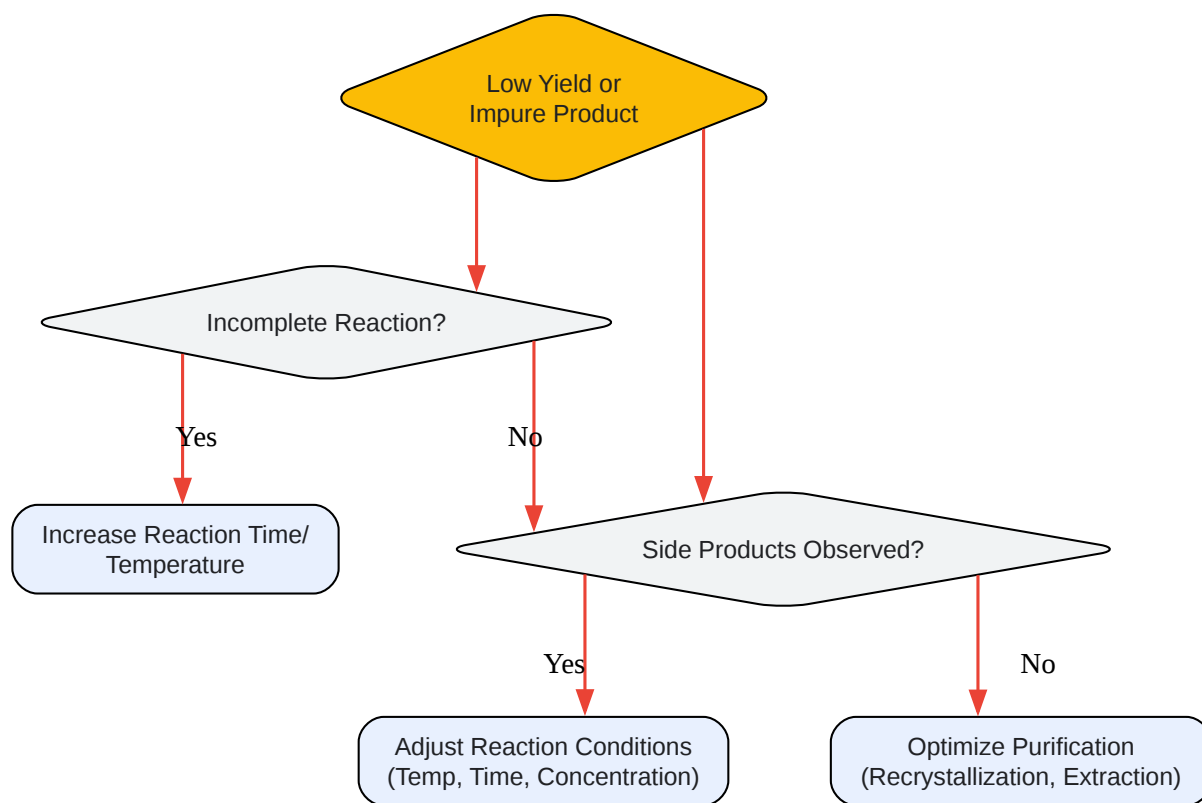 Low Yield or
Impure Product
Incomplete Reaction?
Yes
No
Increase Reaction Time/
Temperature
Side Products Observed?
Yes
No
Adjust Reaction Conditions
(Temp, Time, Concentration)
Optimize Purification
(Recrystallization, Extraction)